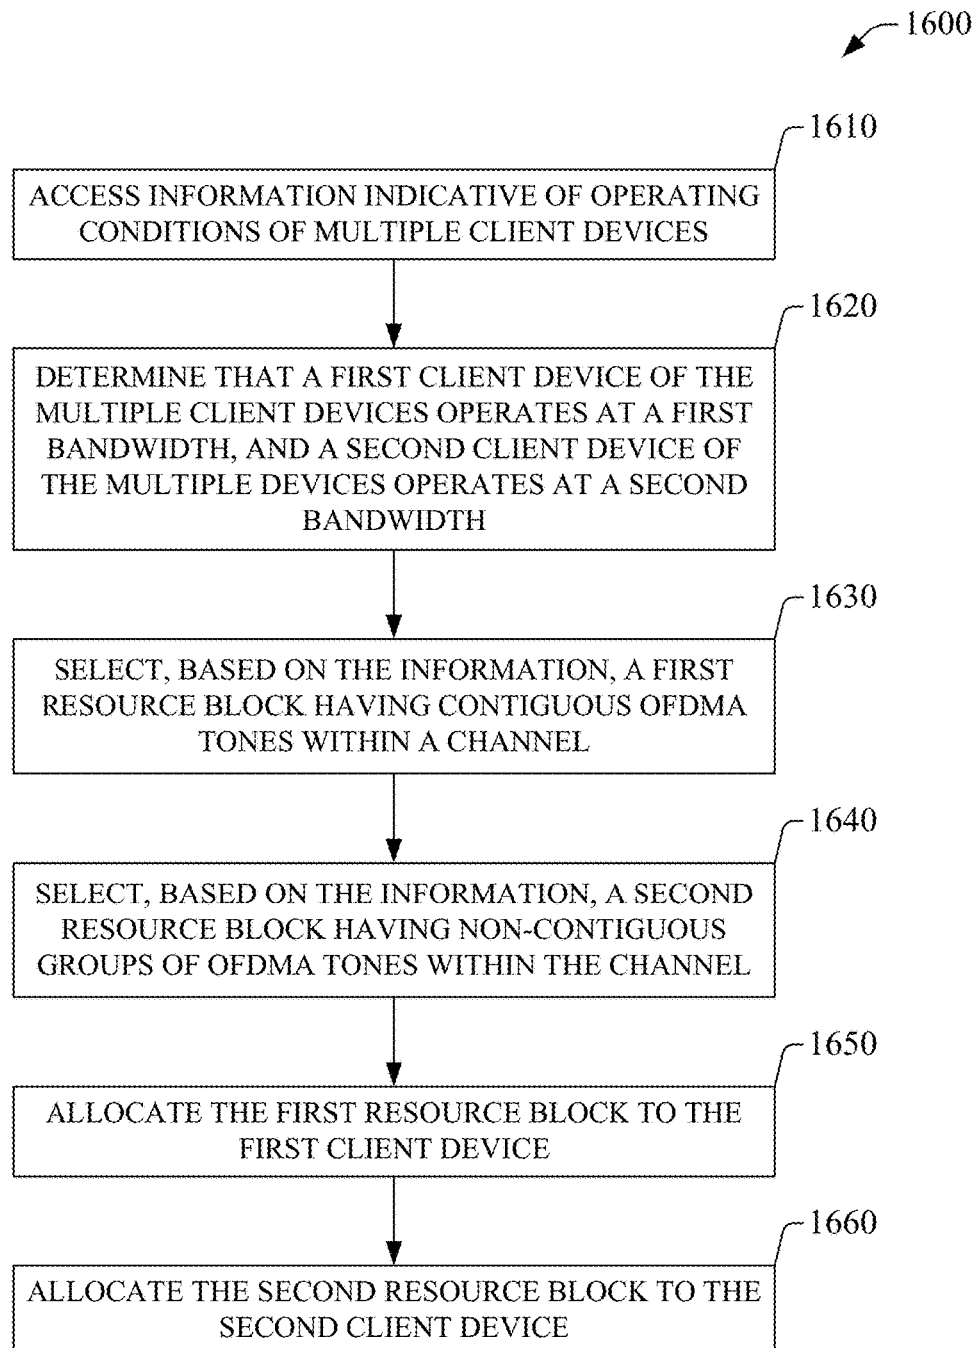 1600
1610
ACCESS INFORMATION INDICATIVE OF OPERATING
CONDITIONS OF MULTIPLE CLIENT DEVICES
1620
DETERMINE THAT A FIRST CLIENT DEVICE OF THE
MULTIPLE CLIENT DEVICES OPERATES AT A FIRST
BANDWIDTH, AND A SECOND CLIENT DEVICE OF
THE MULTIPLE DEVICES OPERATES AT A SECOND
BANDWIDTH
1630
SELECT, BASED ON THE INFORMATION, A FIRST
RESOURCE BLOCK HAVING CONTIGUOUS OFDMA
TONES WITHIN A CHANNEL
1640
SELECT, BASED ON THE INFORMATION, A SECOND
RESOURCE BLOCK HAVING NON-CONTIGUOUS
GROUPS OF OFDMA TONES WITHIN THE CHANNEL
1650
ALLOCATE THE FIRST RESOURCE BLOCK TO THE
FIRST CLIENT DEVICE
1660
ALLOCATE THE SECOND RESOURCE BLOCK TO THE
SECOND CLIENT DEVICE